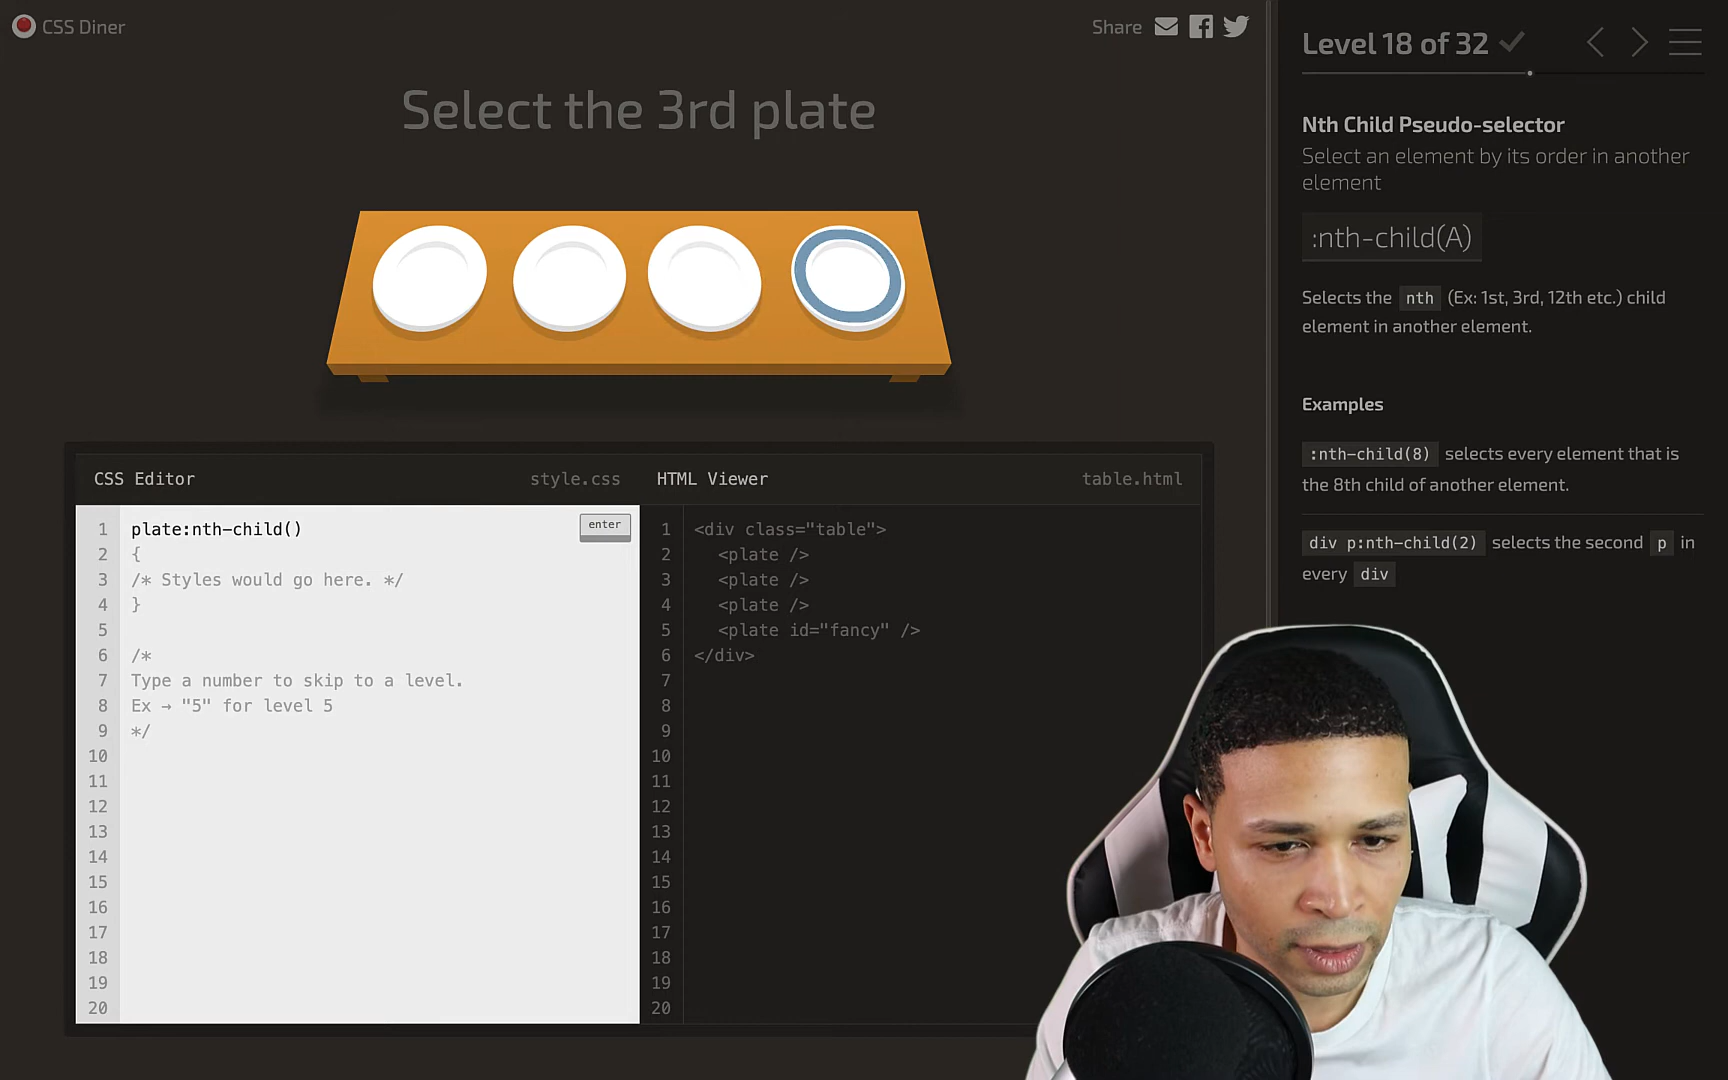 CSS Diner
Share
Select the 3rd plate
CSS Editor
style.css
1 plate:nth-child()
enter
2 {
3 /* Styles would go here. */
4 }
5
6 /*
7 Type a number to skip to a level.
8 Ex → "5" for level 5
9 */
10
11
12
13
14
15
16
17
18
19
20
HTML Viewer
table.html
1 <div class="table">
2 <plate />
3 <plate />
4 <plate />
5 <plate id="fancy" />
6 </div>
7
8
9
10
11
12
13
14
15
16
17
18
19
20
Level 18 of 32
Nth Child Pseudo-selector
Select an element by its order in another
element
:nth-child(A)
Selects the nth (Ex: 1st, 3rd, 12th etc.) child
element in another element.
Examples
:nth-child(8) selects every element that is
the 8th child of another element.
div p:nth-child(2) selects the second p in
every div